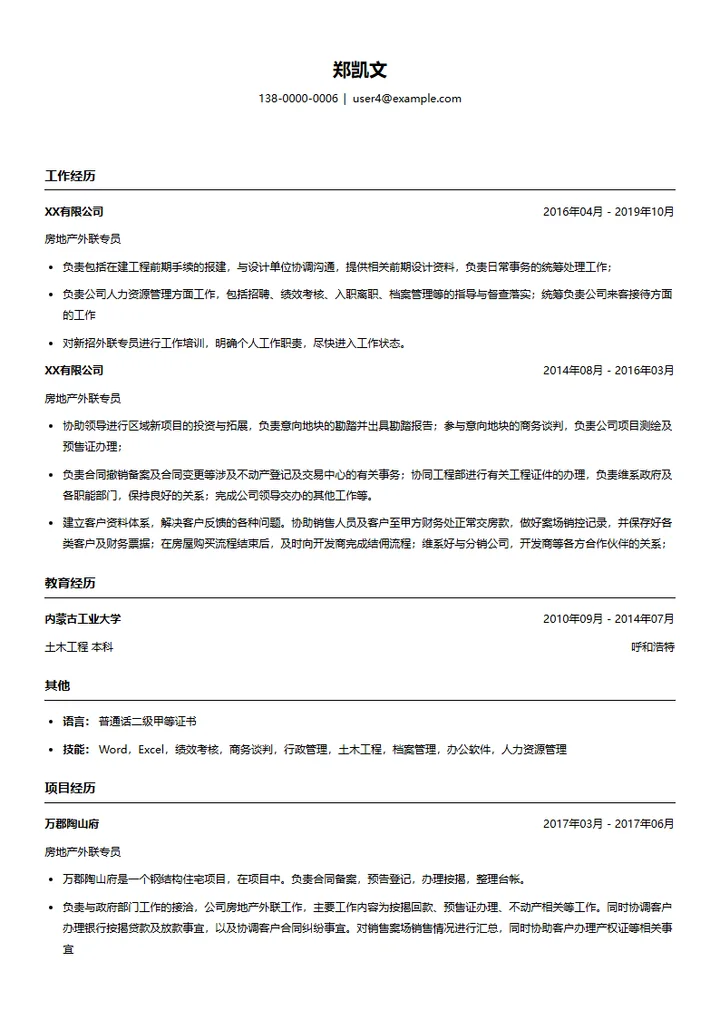 郑凯文
138-0000-0006 | user4@example.com
工作经历
XX有限公司 2016年04月 - 2019年10月
房地产外联专员
• 负责包括在建工程前期手续的报建，与设计单位协调沟通，提供相关前期设计资料，负责日常事务的统筹处理工作；
• 负责公司人力资源管理方面工作，包括招聘、绩效考核、入职离职、档案管理等的指导与督查落实；统筹负责公司来客接待方面
的工作
• 对新招外联专员进行工作培训，明确个人工作职责，尽快进入工作状态。
XX有限公司 2014年08月 - 2016年03月
房地产外联专员
• 协助领导进行区域新项目的投资与拓展，负责意向地块的勘踏并出具勘踏报告；参与意向地块的商务谈判，负责公司项目测绘及
预售证办理；
• 负责合同撤销备案及合同变更等涉及不动产登记及交易中心的有关事务；协同工程部进行有关工程证件的办理，负责维系政府及
各职能部门，保持良好的关系；完成公司领导交办的其他工作等。
• 建立客户资料体系，解决客户反馈的各种问题。协助销售人员及客户至甲方财务处正常交房款，做好案场销控记录，并保存好各
类客户及财务票据；在房屋购买流程结束后，及时向开发商完成结佣流程；维系好与分销公司，开发商等各方合作伙伴的关系；
教育经历
内蒙古工业大学 2010年09月 - 2014年07月
土木工程 本科 呼和浩特
其他
• 语言： 普通话二级甲等证书
• 技能： Word，Excel，绩效考核，商务谈判，行政管理，土木工程，档案管理，办公软件，人力资源管理
项目经历
万郡陶山府 2017年03月 - 2017年06月
房地产外联专员
• 万郡陶山府是一个钢结构住宅项目，在项目中。负责合同备案，预告登记，办理按揭，整理台帐。
• 负责与政府部门工作的接洽，公司房地产外联工作，主要工作内容为按揭回款、预售证办理、不动产相关等工作。同时协调客户
办理银行按揭贷款及放款事宜，以及协调客户合同纠纷事宜。对销售案场销售情况进行汇总，同时协助客户办理产权证等相关事
宜